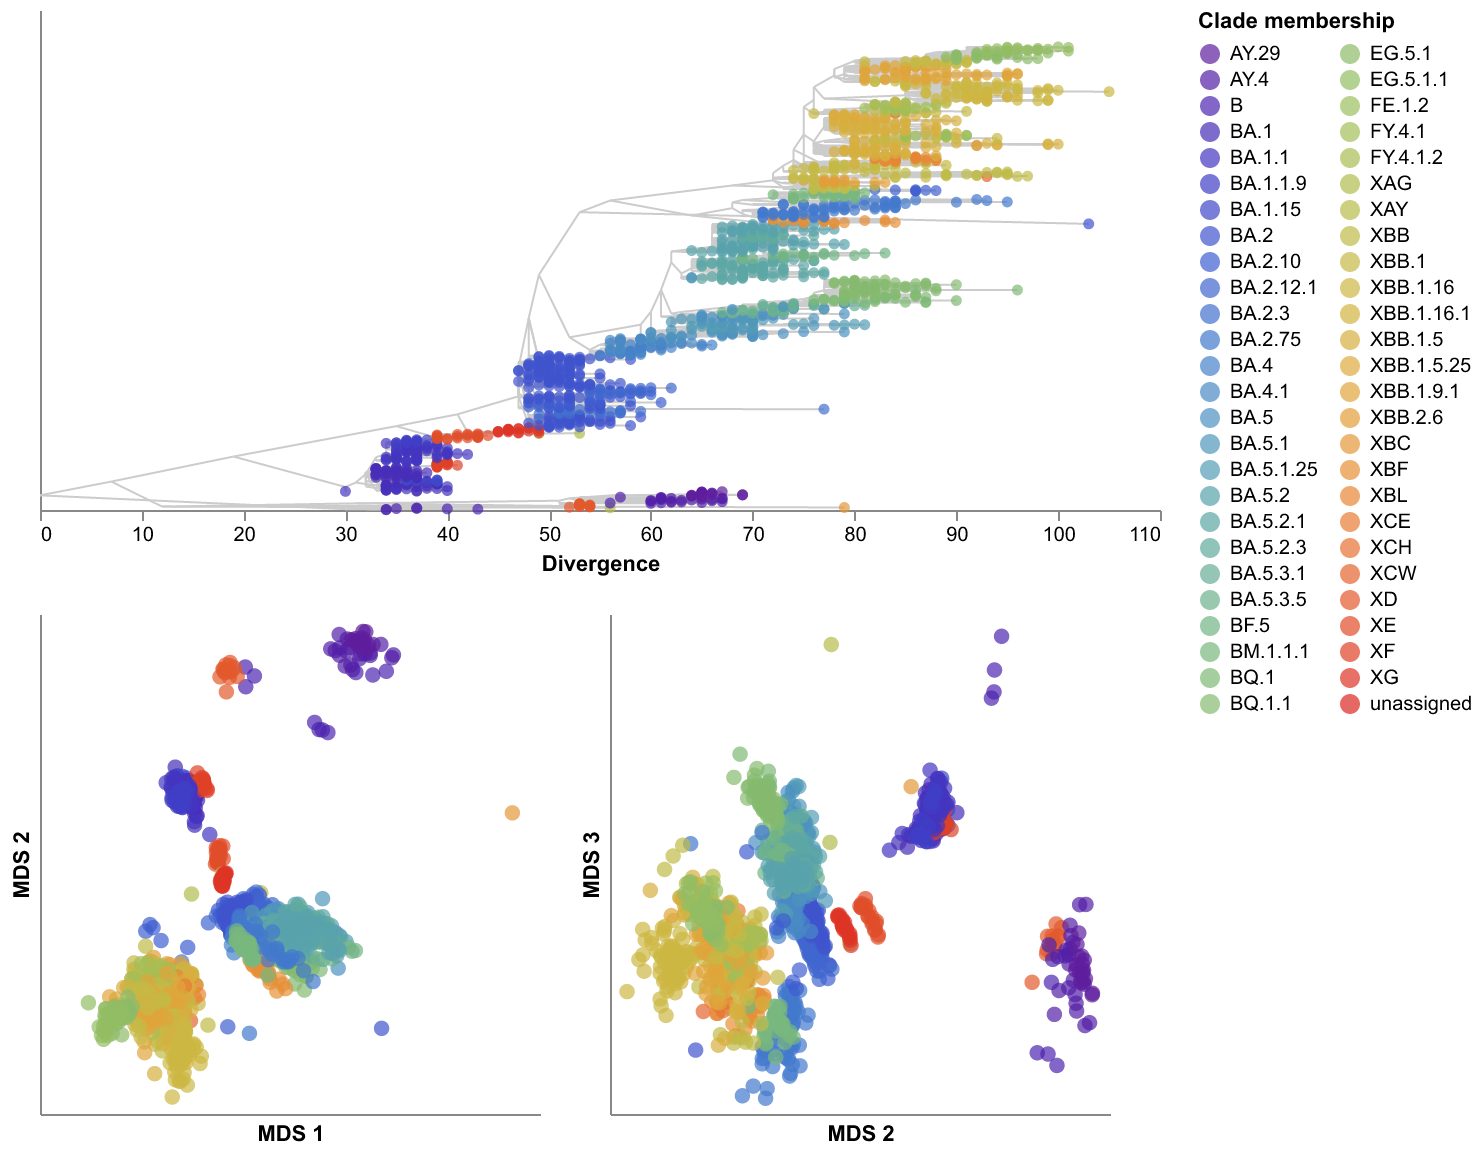 Clade membership
AY.29
AY.4
B
BA.1
BA.1.1
BA.1.1.9
BA.1.15
BA.2
BA.2.10
BA.2.12.1
BA.2.3
BA.2.75
BA.4
BA.4.1
BA.5
BA.5.1
BA.5.1.25
BA.5.2
BA.5.2.1
BA.5.2.3
BA.5.3.1
BA.5.3.5
BF.5
BM.1.1.1
BQ.1
BQ.1.1
EG.5.1
EG.5.1.1
FE.1.2
FY.4.1
FY.4.1.2
XAG
XAY
XBB
XBB.1
XBB.1.16
XBB.1.16.1
XBB.1.5
XBB.1.5.25
XBB.1.9.1
XBB.2.6
XBC
XBF
XBL
XCE
XCH
XCW
XD
XE
XF
XG
unassigned
0 10 20 30 40 50 60 70 80 90 100 110
Divergence
MDS 2
MDS 1
MDS 3
MDS 2